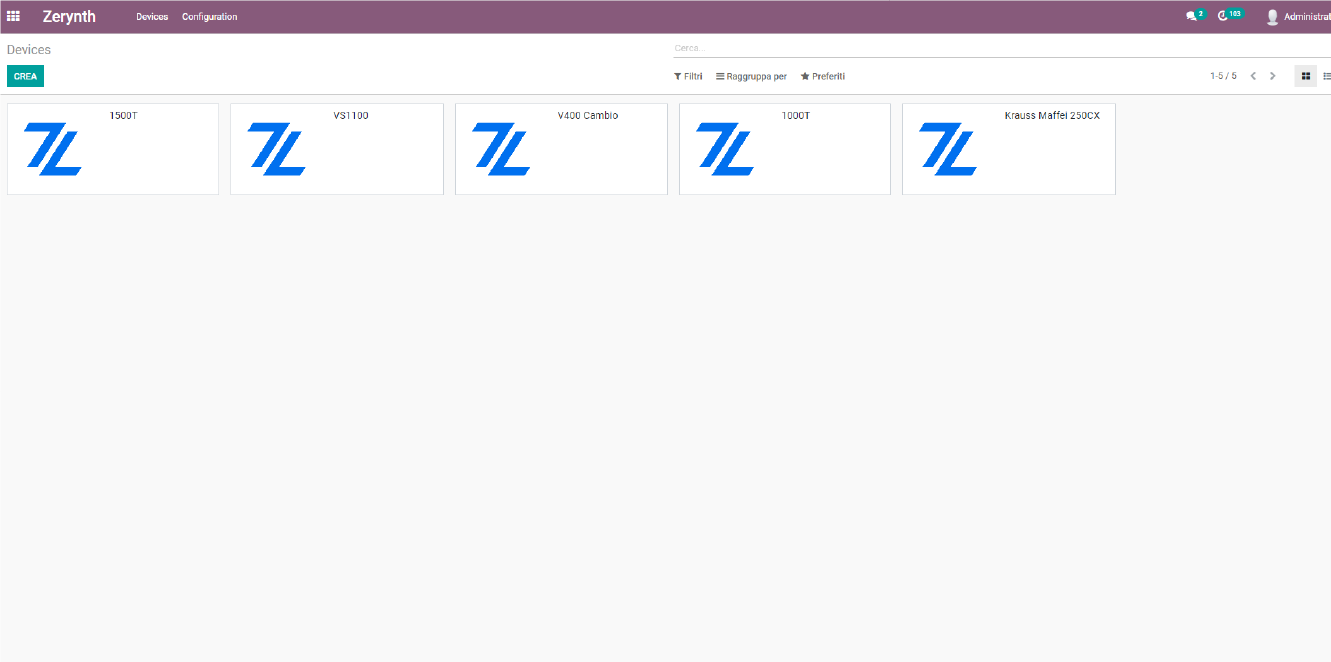 Zerynth Devices Configuration 2 103 Administrat
Devices
Cerca...
CREA
Filtri Raggruppa per Preferiti 1-5 / 5
1500T VS1100 V400 Cambio 1000T Krauss Maffei 250CX